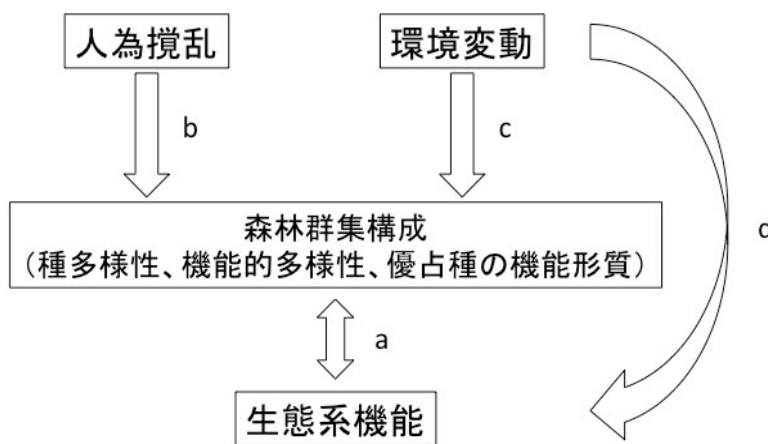 人為撹乱
環境変動
b
c
森林群集構成
（種多様性、機能的多様性、優占種の機能形質）
d
a
生態系機能